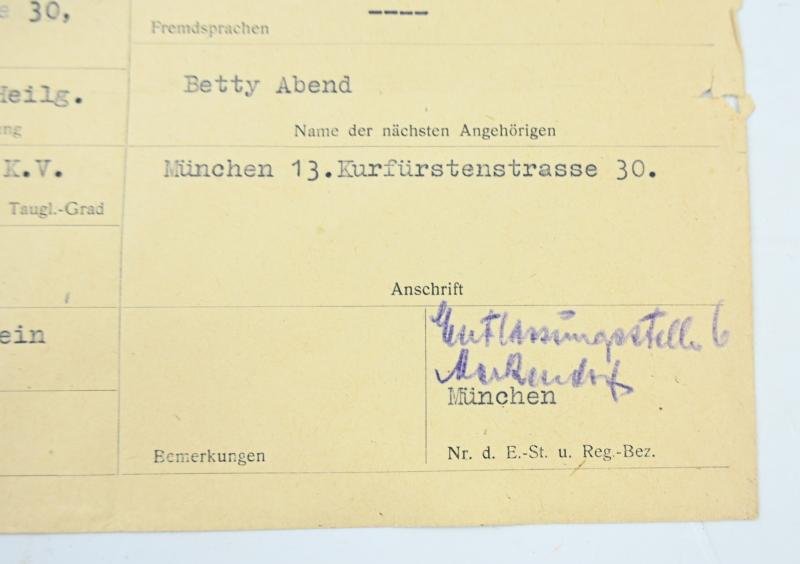 e 30,
----
Fremdsprachen
Betty Abend
Heilg.
Name der nächsten Angehörigen
ng
K.V.
München 13.Kurfürstenstrasse 30.
Taugl.-Grad
Anschrift
Entlassungsstelle 6
ein
Markendorf
München
Bemerkungen
Nr. d. E.-St. u. Reg.-Bez.